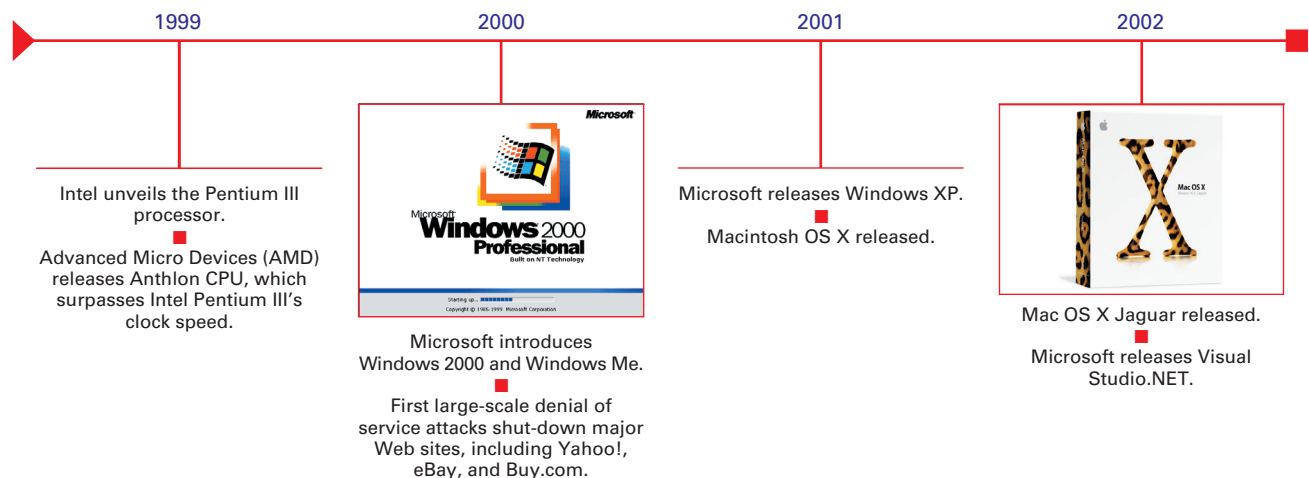 1999
2000
2001
2002
Intel unveils the Pentium III
processor.
Advanced Micro Devices (AMD)
releases Anthlon CPU, which
surpasses Intel Pentium III's
clock speed.
Microsoft
Microsoft
Windows 2000
Professional
Built on NT Technology
Starting up...
Copyright © 1985-1999 Microsoft Corporation
Microsoft introduces
Windows 2000 and Windows Me.
First large-scale denial of
service attacks shut-down major
Web sites, including Yahoo!,
eBay, and Buy.com.
Microsoft releases Windows XP.
Macintosh OS X released.
X
Mac OS X
Mac OS X Jaguar released.
Microsoft releases Visual
Studio.NET.